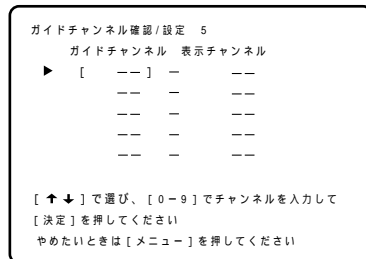 ガイドチャンネル確認/設定 5
ガイドチャンネル 表示チャンネル
▶ [ −− ] − −−
−− − −−
−− − −−
−− − −−
−− − −−
[ ↑ ↓ ] で選び、[ 0 − 9 ] でチャンネルを入力して
[ 決定 ] を押してください
やめたいときは [ メニュー ] を押してください